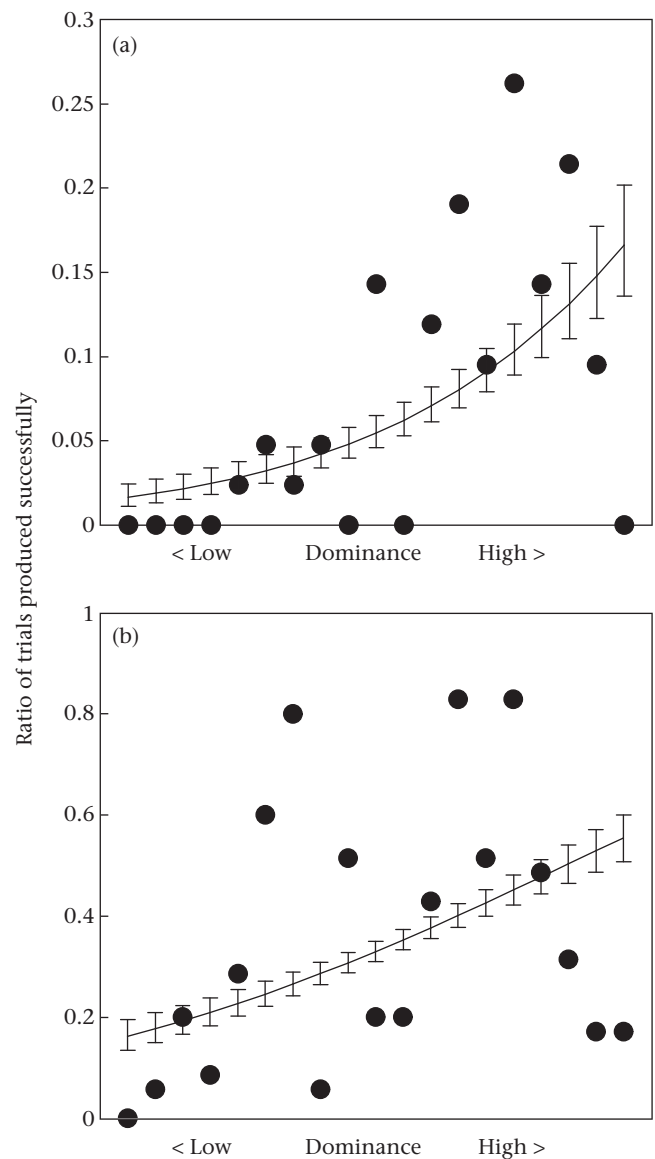 Ratio of trials produced successfully
(a)
0.3
0.25
0.2
0.15
0.1
0.05
0
< Low Dominance High >
(b)
1
0.8
0.6
0.4
0.2
0
< Low Dominance High >